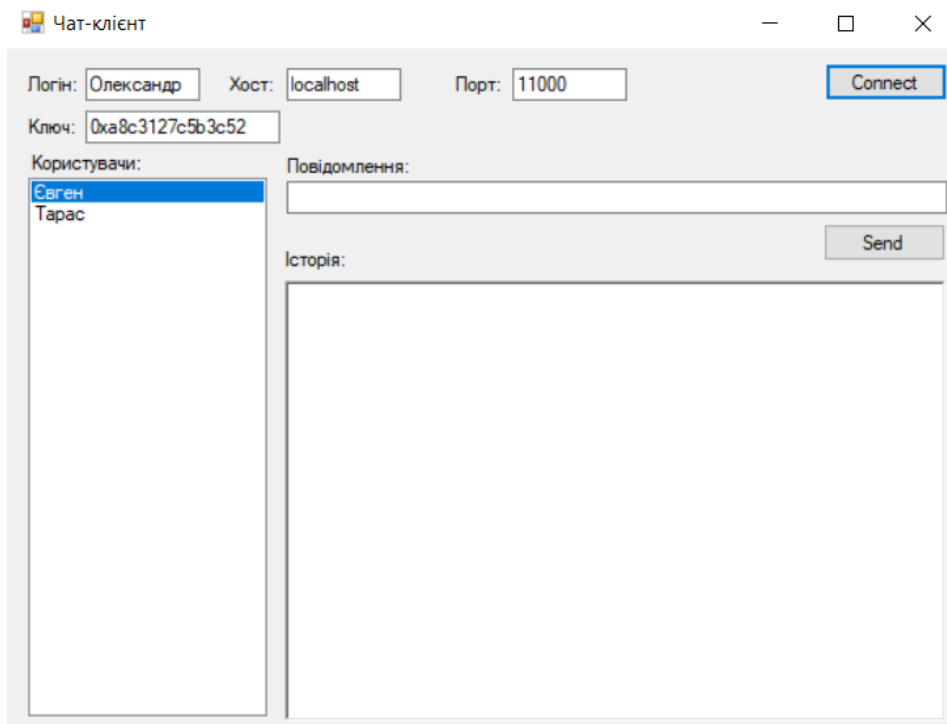 Чат-клієнт
Логін: Олександр Хост: localhost Порт: 11000 Connect
Ключ: 0xa8c3127c5b3c52
Користувачи:
Євген
Тарас
Повідомлення:
Send
Історія: